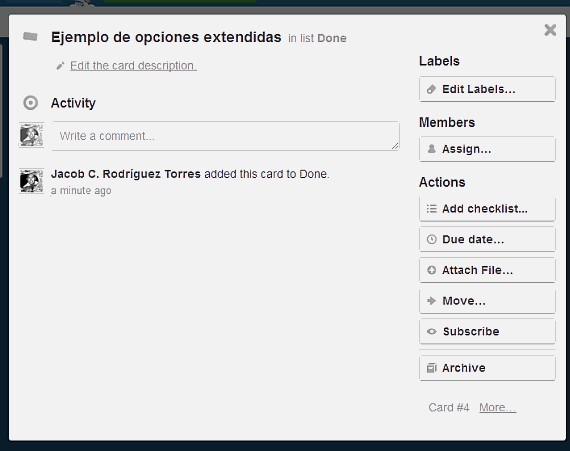 Ejemplo de opciones extendidas in list Done
Edit the card description.
Activity
Write a comment...
Jacob C. Rodríguez Torres added this card to Done.
a minute ago
Labels
Edit Labels...
Members
Assign...
Actions
Add checklist...
Due date...
Attach File...
Move...
Subscribe
Archive
Card #4 More...